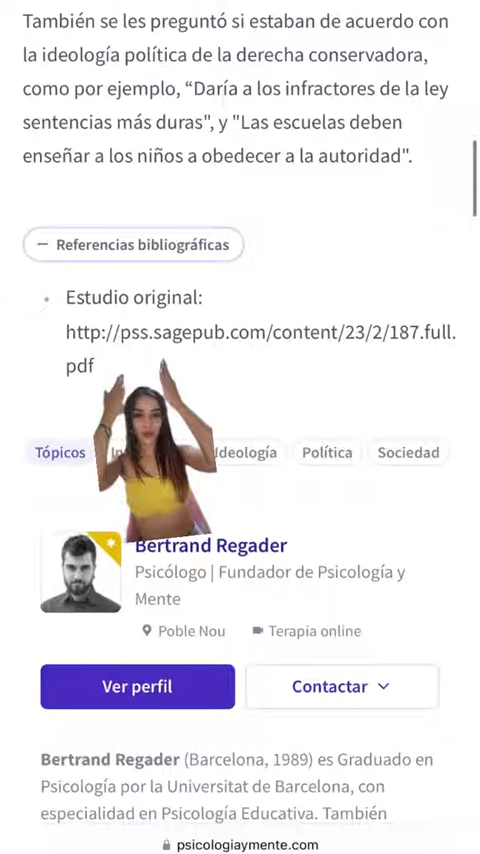 También se les preguntó si estaban de acuerdo con
la ideología política de la derecha conservadora,
como por ejemplo, “Daría a los infractores de la ley
sentencias más duras", y "Las escuelas deben
enseñar a los niños a obedecer a la autoridad".
— Referencias bibliográficas
• Estudio original:
http://pss.sagepub.com/content/23/2/187.full.
pdf
Tópicos Ideología Política Sociedad
Bertrand Regader
Psicólogo | Fundador de Psicología y
Mente
Poble Nou Terapia online
Ver perfil Contactar
Bertrand Regader (Barcelona, 1989) es Graduado en
Psicología por la Universitat de Barcelona, con
especialidad en Psicología Educativa. También
psicologiaymente.com